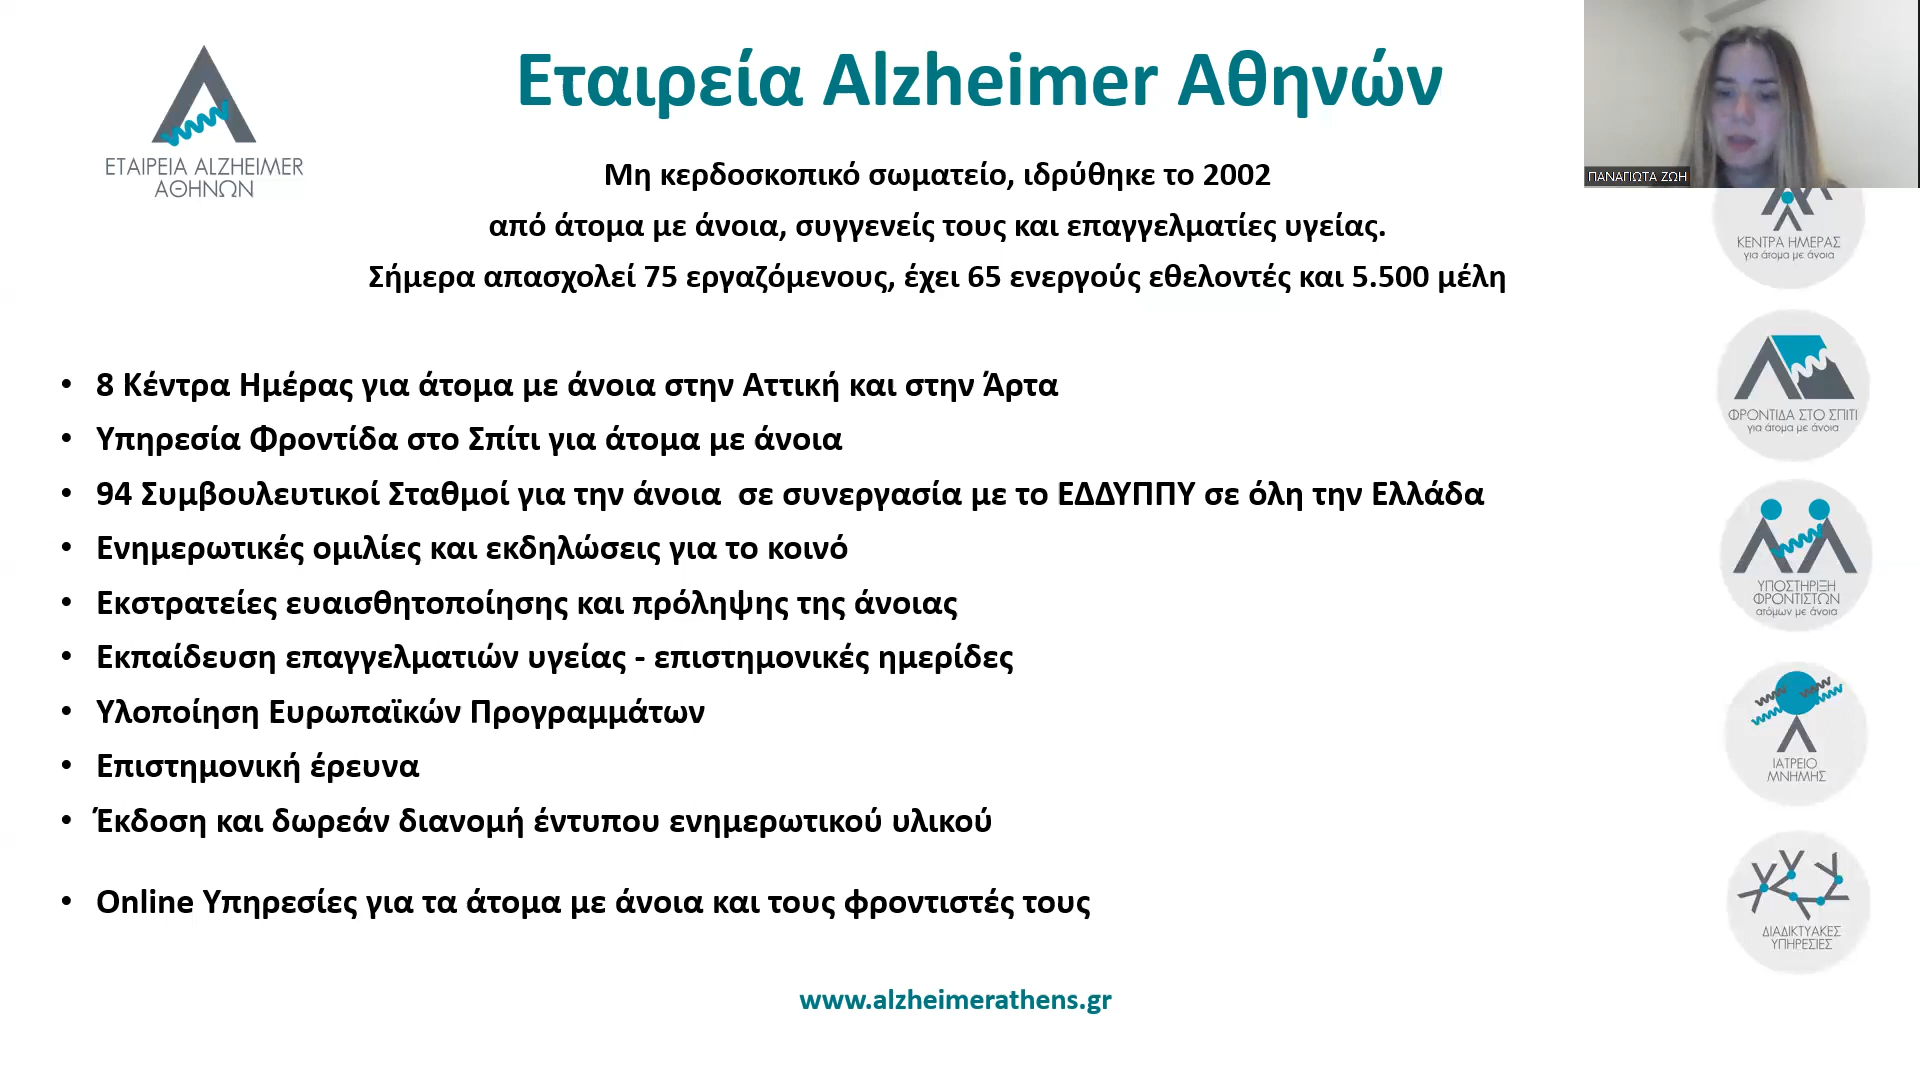 ΕΤΑΙΡΕΙΑ ALZHEIMER
ΑΘΗΝΩΝ
Εταιρεία Alzheimer Αθηνών
Μη κερδοσκοπικό σωματείο, ιδρύθηκε το 2002
από άτομα με άνοια, συγγενείς τους και επαγγελματίες υγείας.
Σήμερα απασχολεί 75 εργαζόμενους, έχει 65 ενεργούς εθελοντές και 5.500 μέλη
• 8 Κέντρα Ημέρας για άτομα με άνοια στην Αττική και στην Άρτα
• Υπηρεσία Φροντίδα στο Σπίτι για άτομα με άνοια
• 94 Συμβουλευτικοί Σταθμοί για την άνοια σε συνεργασία με το ΕΔΔΥΠΠΥ σε όλη την Ελλάδα
• Ενημερωτικές ομιλίες και εκδηλώσεις για το κοινό
• Εκστρατείες ευαισθητοποίησης και πρόληψης της άνοιας
• Εκπαίδευση επαγγελματιών υγείας - επιστημονικές ημερίδες
• Υλοποίηση Ευρωπαϊκών Προγραμμάτων
• Επιστημονική έρευνα
• Έκδοση και δωρεάν διανομή έντυπου ενημερωτικού υλικού
• Online Υπηρεσίες για τα άτομα με άνοια και τους φροντιστές τους
www.alzheimerathens.gr
ΠΑΝΑΓΙΩΤΑ ΖΩΗ
ΚΕΝΤΡΑ ΗΜΕΡΑΣ
για άτομα με άνοια
ΦΡΟΝΤΙΔΑ ΣΤΟ ΣΠΙΤΙ
για άτομα με άνοια
ΥΠΟΣΤΗΡΙΞΗ
ΦΡΟΝΤΙΣΤΩΝ
ατόμων με άνοια
ΙΑΤΡΕΙΟ
ΜΝΗΜΗΣ
ΔΙΑΔΙΚΤΥΑΚΕΣ
ΥΠΗΡΕΣΙΕΣ